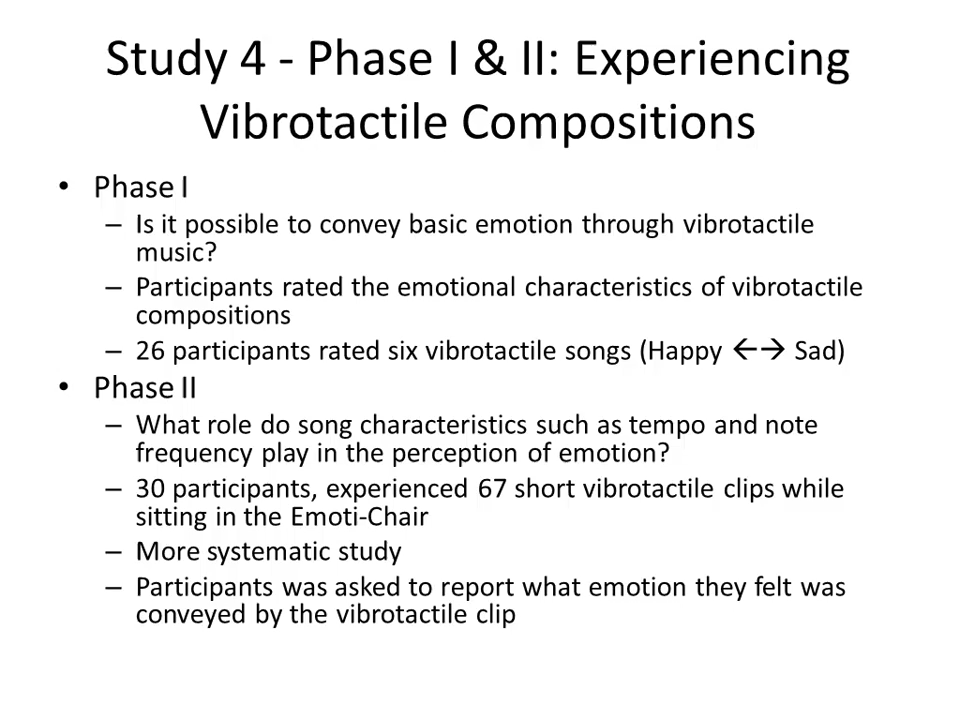 Study 4 - Phase I & II: Experiencing
Vibrotactile Compositions
• Phase I
– Is it possible to convey basic emotion through vibrotactile
music?
– Participants rated the emotional characteristics of vibrotactile
compositions
– 26 participants rated six vibrotactile songs (Happy ←→ Sad)
• Phase II
– What role do song characteristics such as tempo and note
frequency play in the perception of emotion?
– 30 participants, experienced 67 short vibrotactile clips while
sitting in the Emoti-Chair
– More systematic study
– Participants was asked to report what emotion they felt was
conveyed by the vibrotactile clip